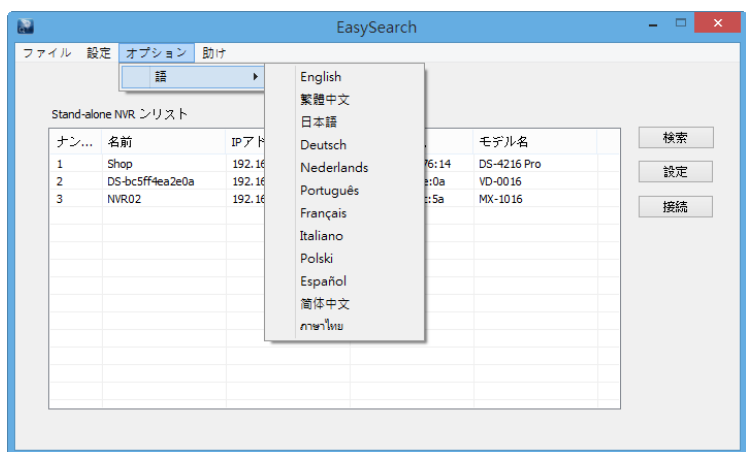 EasySearch
ファイル 設定 オプション 助け
語
English
繁體中文
日本語
Deutsch
Nederlands
Português
Français
Italiano
Polski
Español
简体中文
ภาษาไทย
Stand-alone NVR ンリスト
ナン... 名前 IPアド モデル名
1 Shop 192.16 76:14 DS-4216 Pro
2 DS-bc5ff4ea2e0a 192.16 :0a VD-0016
3 NVR02 192.16 :5a MX-1016
検索
設定
接続